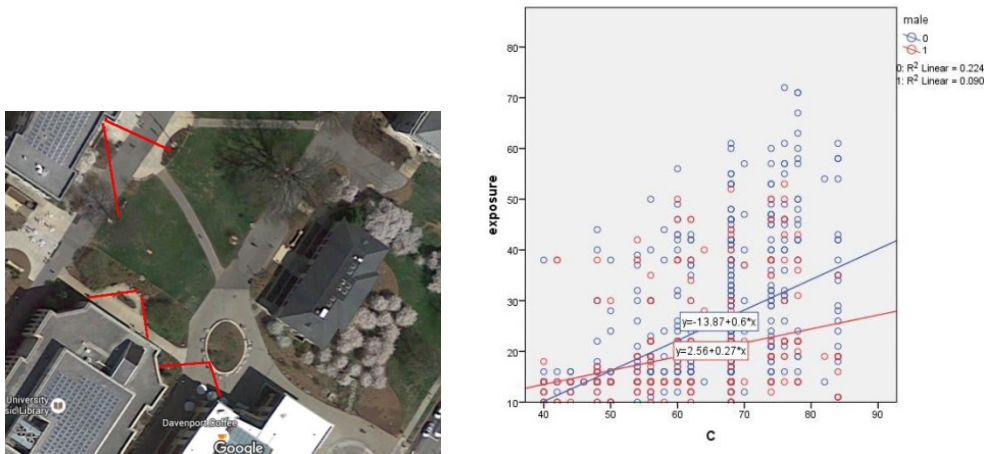 University
sic Library
Davenport Coffee
Google
male
0
1
0: R2 Linear = 0.224
1: R2 Linear = 0.090
exposure
80
70
60
50
40
30
20
10
y=-13.87+0.6*x
y=2.56+0.27*x
40 50 60 70 80 90
C